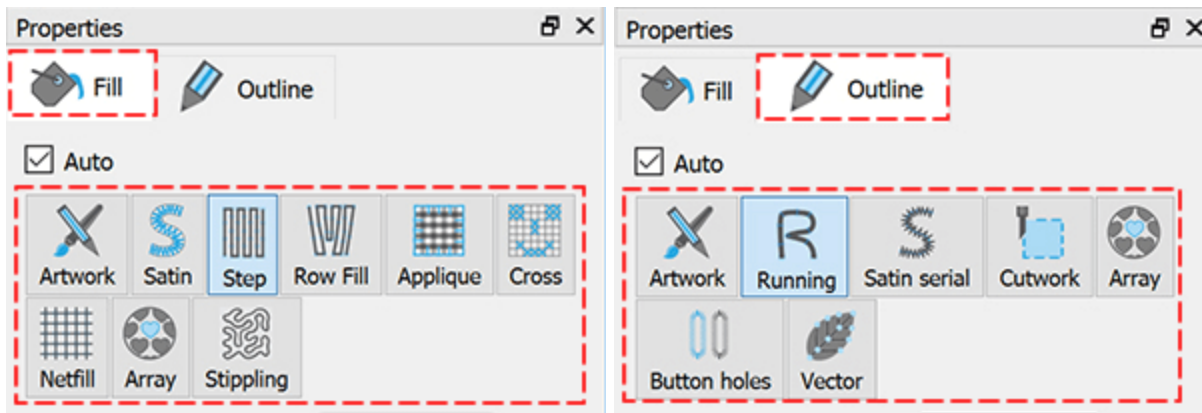 Properties
Fill Outline
Auto
Artwork Satin Step Row Fill Applique Cross
Netfill Array Stippling
Properties
Fill Outline
Auto
Artwork Running Satin serial Cutwork Array
Button holes Vector